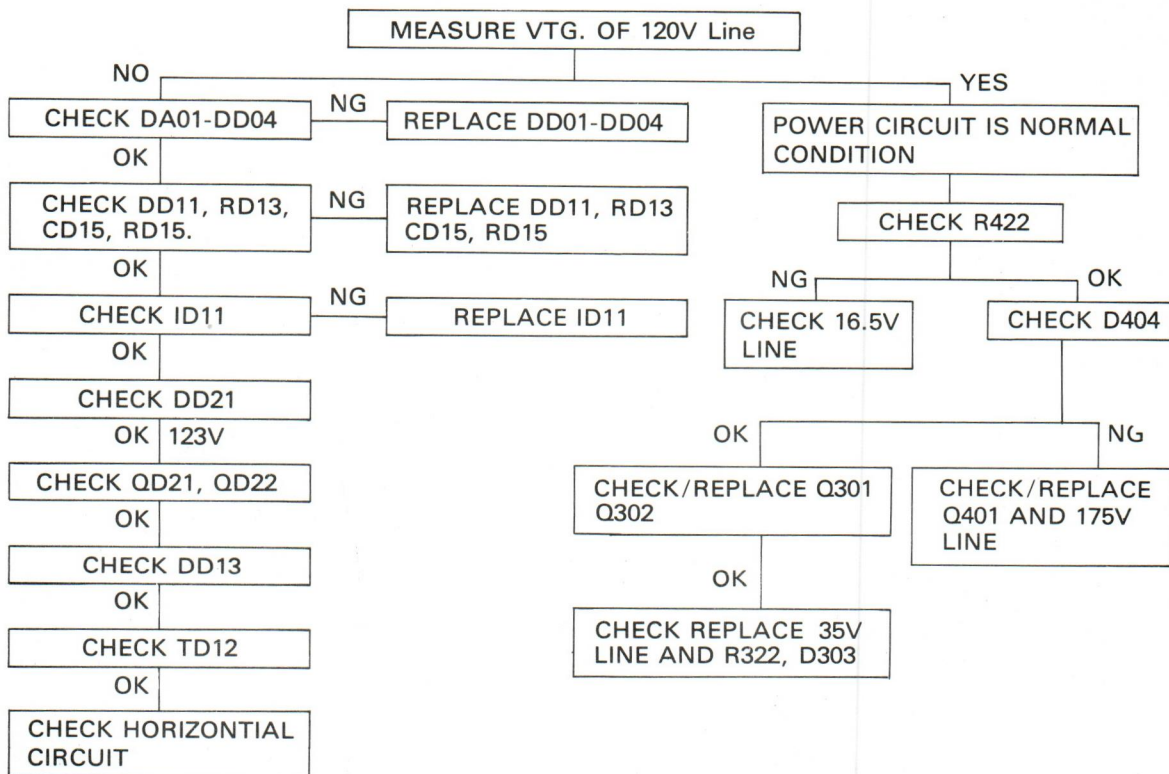 MEASURE VTG. OF 120V Line
NO
YES
CHECK DA01-DD04
NG
REPLACE DD01-DD04
POWER CIRCUIT IS NORMAL
CONDITION
OK
CHECK DD11, RD13,
CD15, RD15.
NG
REPLACE DD11, RD13
CD15, RD15
CHECK R422
OK
NG
OK
CHECK ID11
NG
REPLACE ID11
CHECK 16.5V
LINE
CHECK D404
OK
CHECK DD21
OK 123V
OK
NG
CHECK QD21, QD22
CHECK/REPLACE Q301
Q302
CHECK/REPLACE
Q401 AND 175V
LINE
OK
CHECK DD13
OK
OK
CHECK TD12
CHECK REPLACE 35V
LINE AND R322, D303
OK
CHECK HORIZONTIAL
CIRCUIT